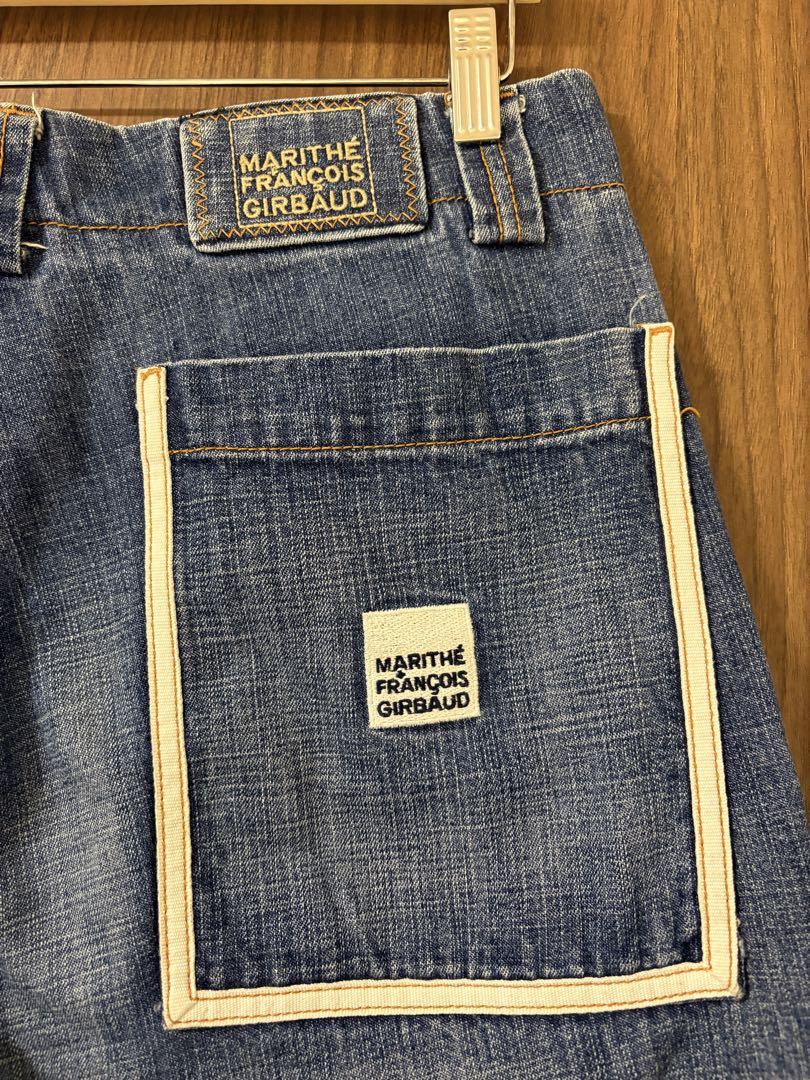 MARITHÉ
+
FRANÇOIS
GIRBAUD
MARITHÉ
+
FRANÇOIS
GIRBAUD